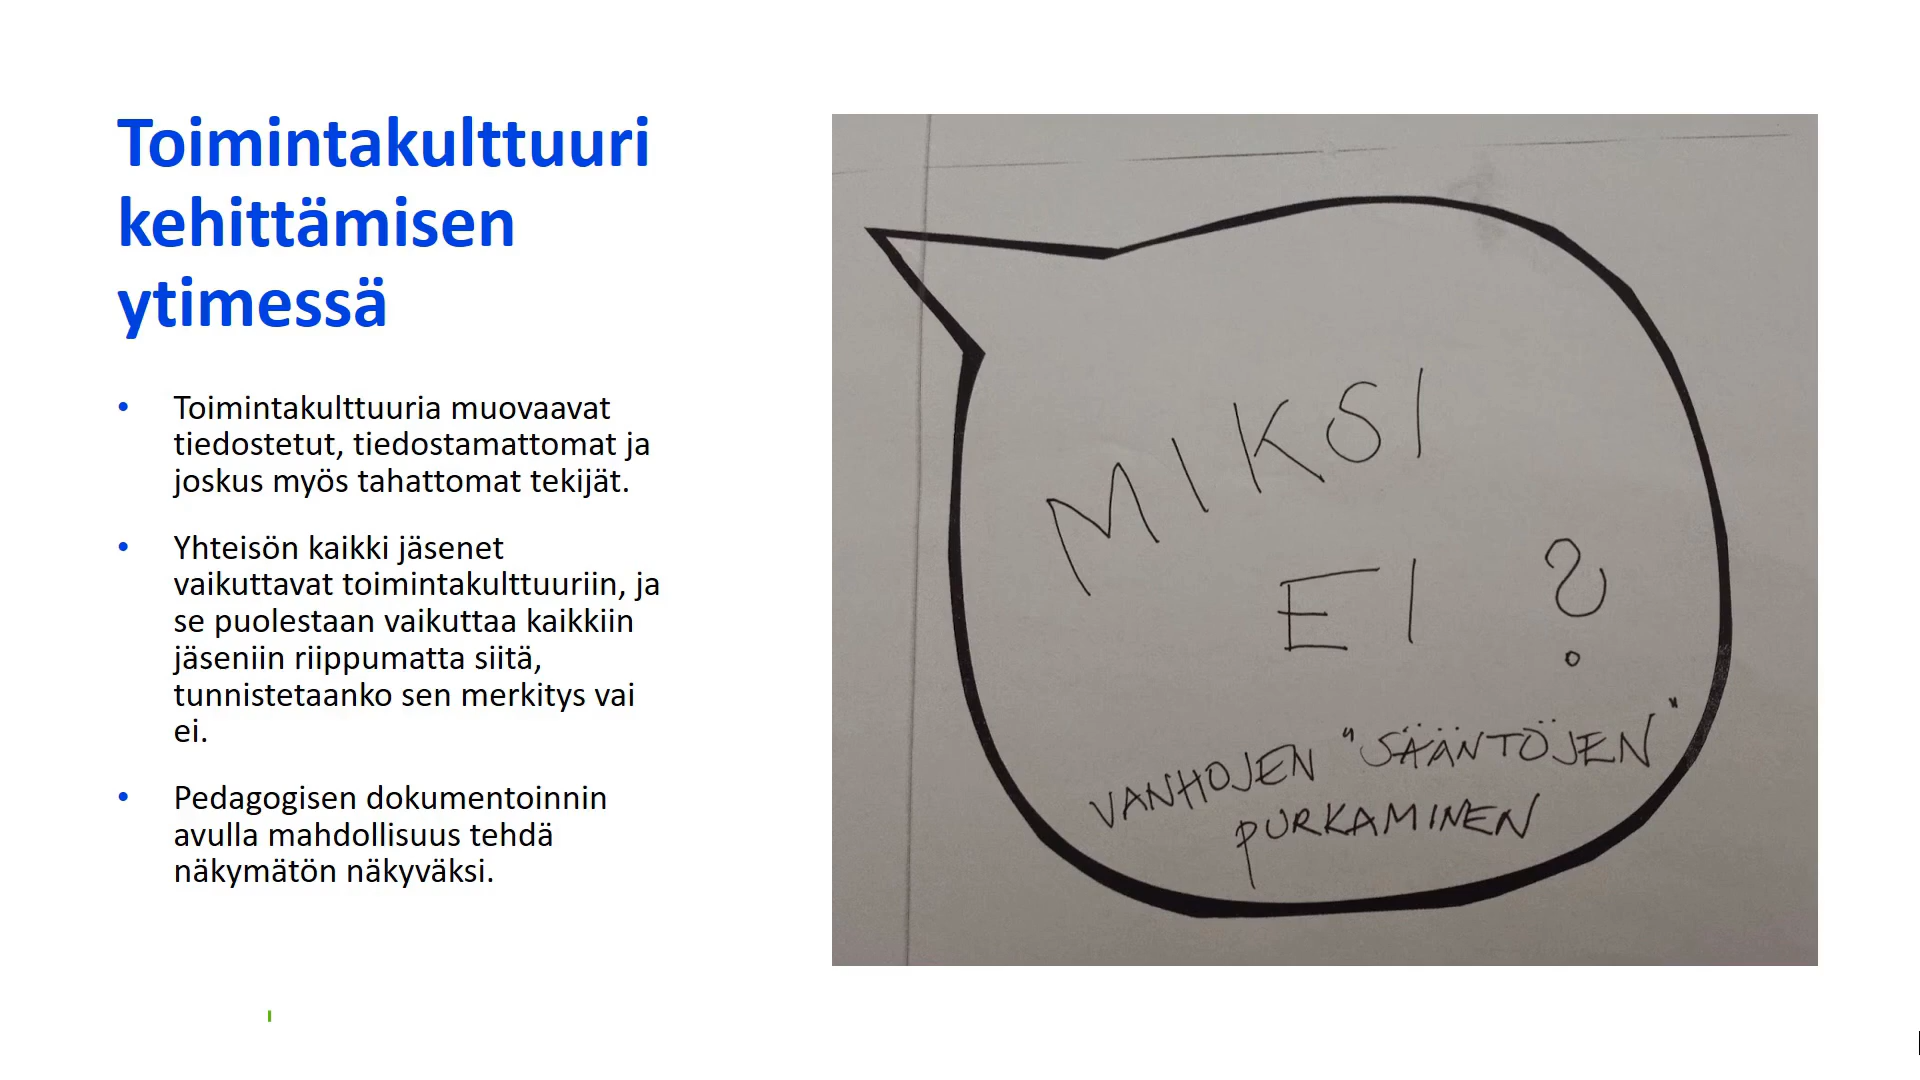 Toimintakulttuuri
kehittämisen
ytimessä
• Toimintakulttuuria muovaavat
tiedostetut, tiedostamattomat ja
joskus myös tahattomat tekijät.
• Yhteisön kaikki jäsenet
vaikuttavat toimintakulttuuriin, ja
se puolestaan vaikuttaa kaikkiin
jäseniin riippumatta siitä,
tunnistetaanko sen merkitys vai
ei.
• Pedagogisen dokumentoinnin
avulla mahdollisuus tehdä
näkymätön näkyväksi.
MIKSI
EI ?
VANHOJEN "SÄÄNTÖJEN"
PURKAMINEN